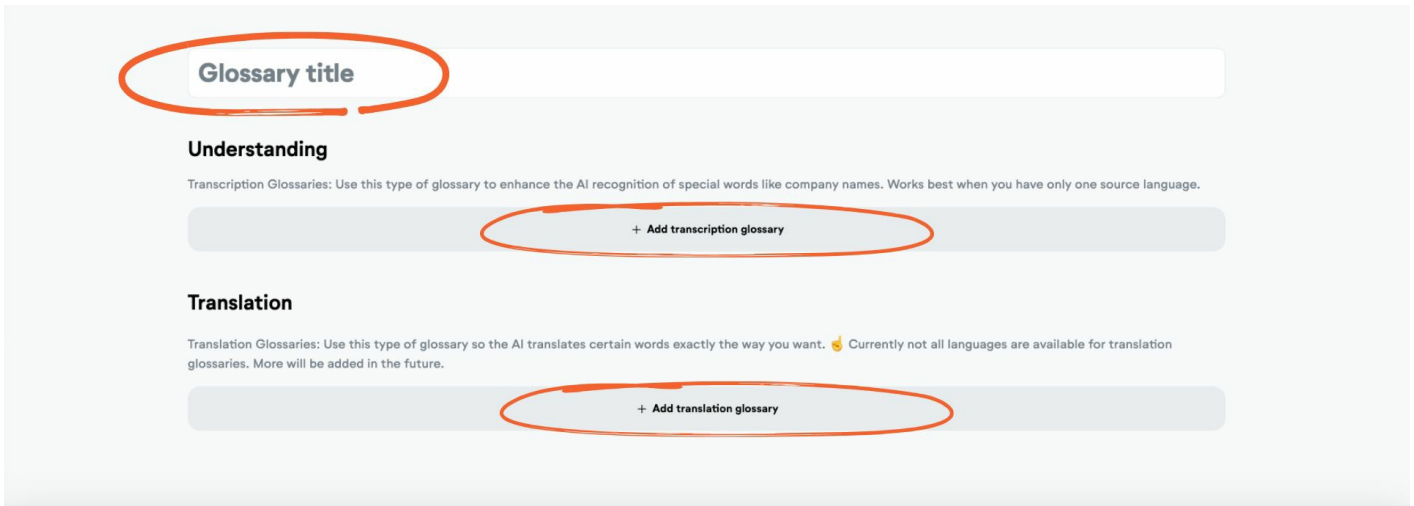 Glossary title
Understanding
Transcription Glossaries: Use this type of glossary to enhance the AI recognition of special words like company names. Works best when you have only one source language.
+ Add transcription glossary
Translation
Translation Glossaries: Use this type of glossary so the AI translates certain words exactly the way you want. ☝️ Currently not all languages are available for translation
glossaries. More will be added in the future.
+ Add translation glossary